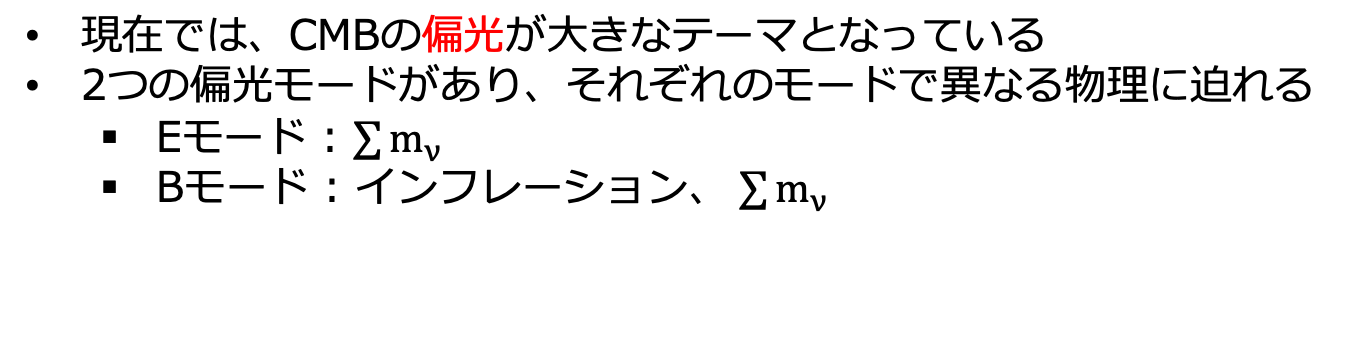 • 現在では、CMBの偏光が大きなテーマとなっている
• 2つの偏光モードがあり、それぞれのモードで異なる物理に迫れる
▪ Eモード：∑mν
▪ Bモード：インフレーション、 ∑mν